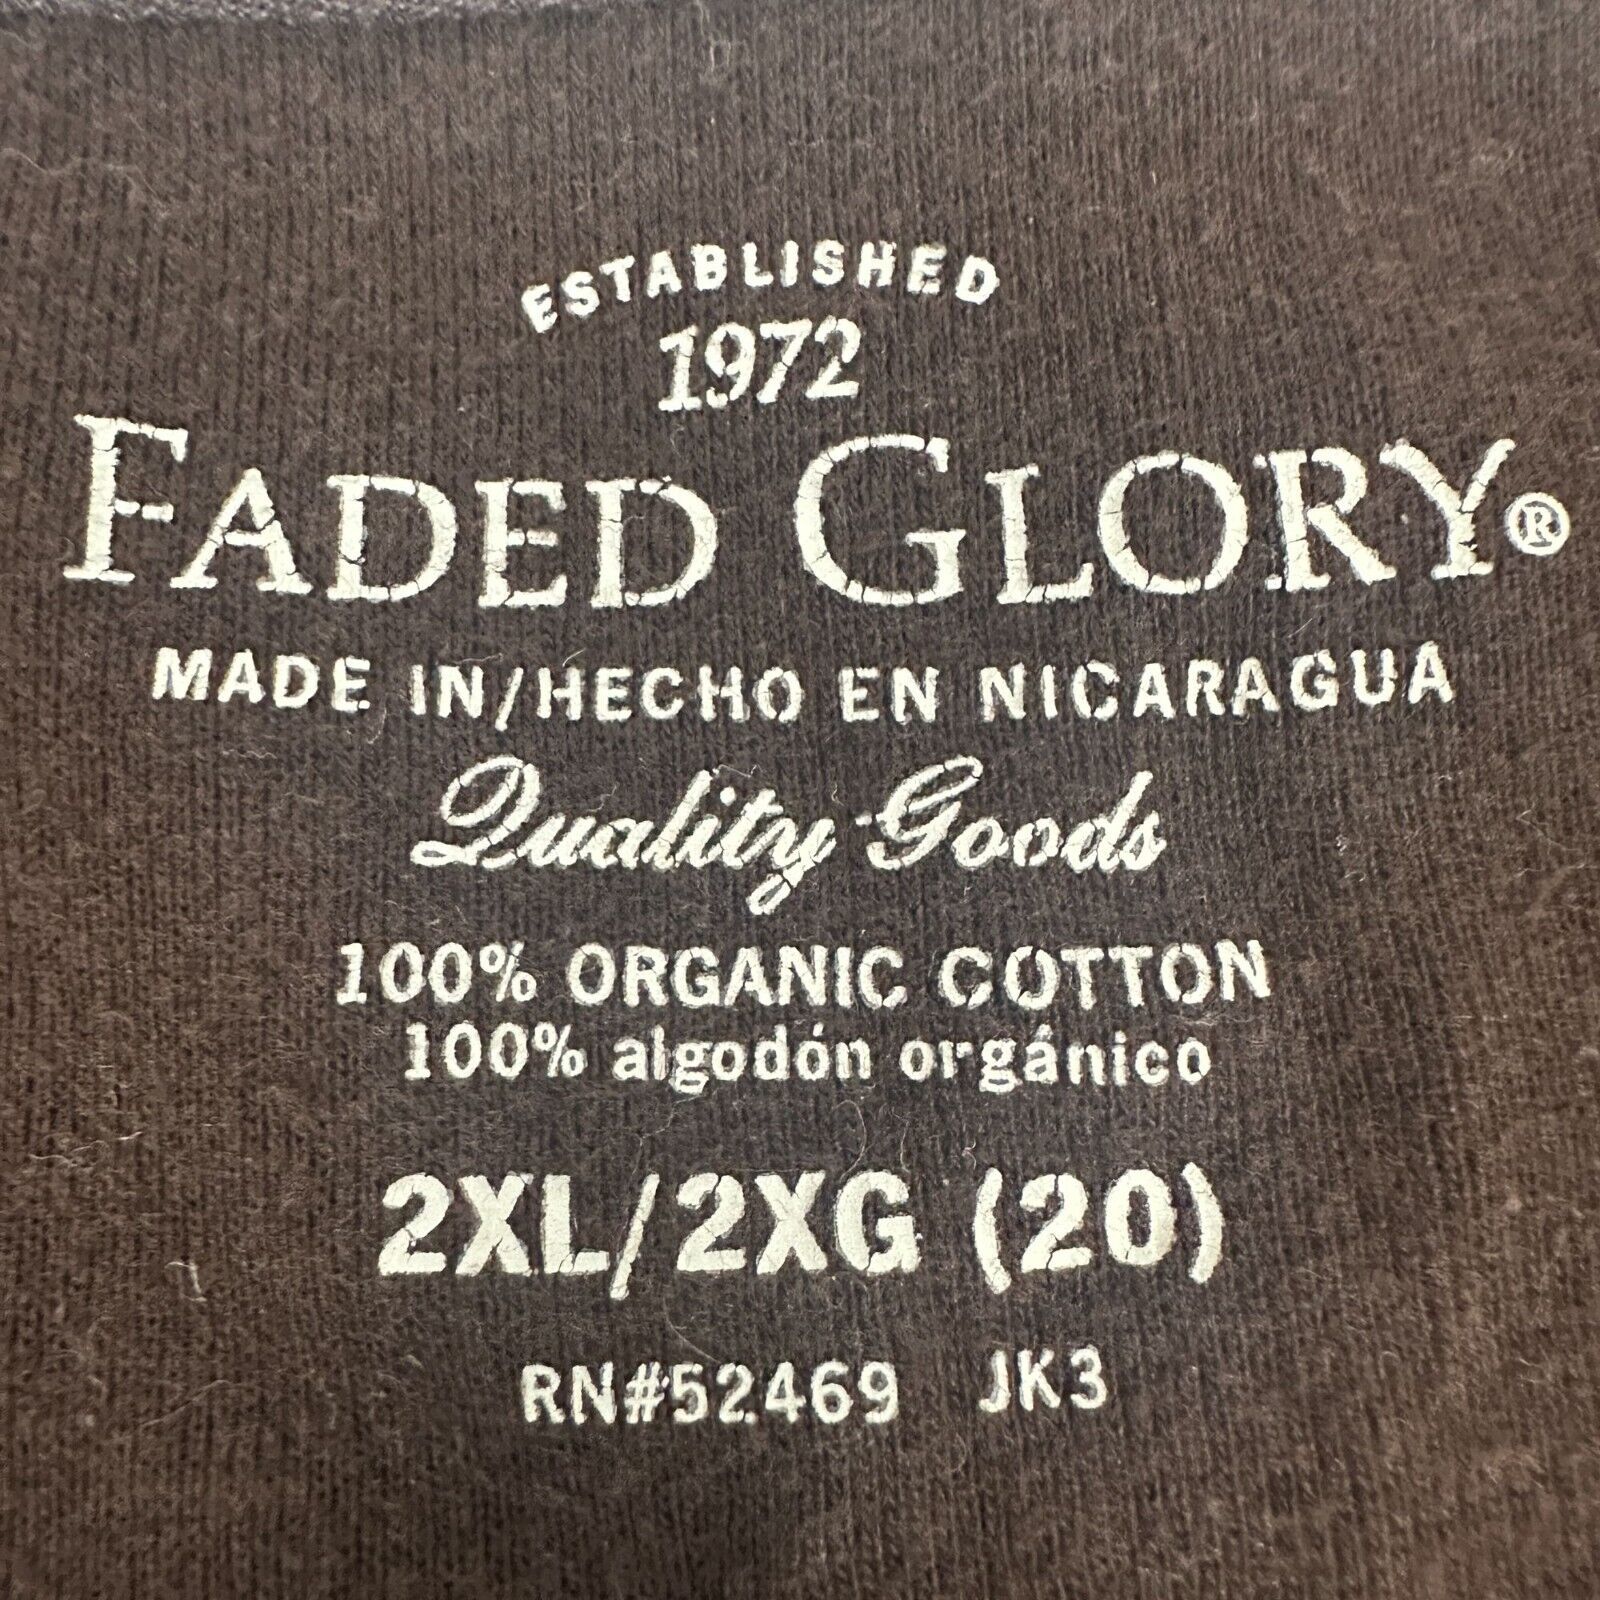 ESTABLISHED
1972
FADED GLORY®
MADE IN/HECHO EN NICARAGUA
Quality Goods
100% ORGANIC COTTON
100% algodón orgánico
2XL/2XG (20)
RN#52469 JK3